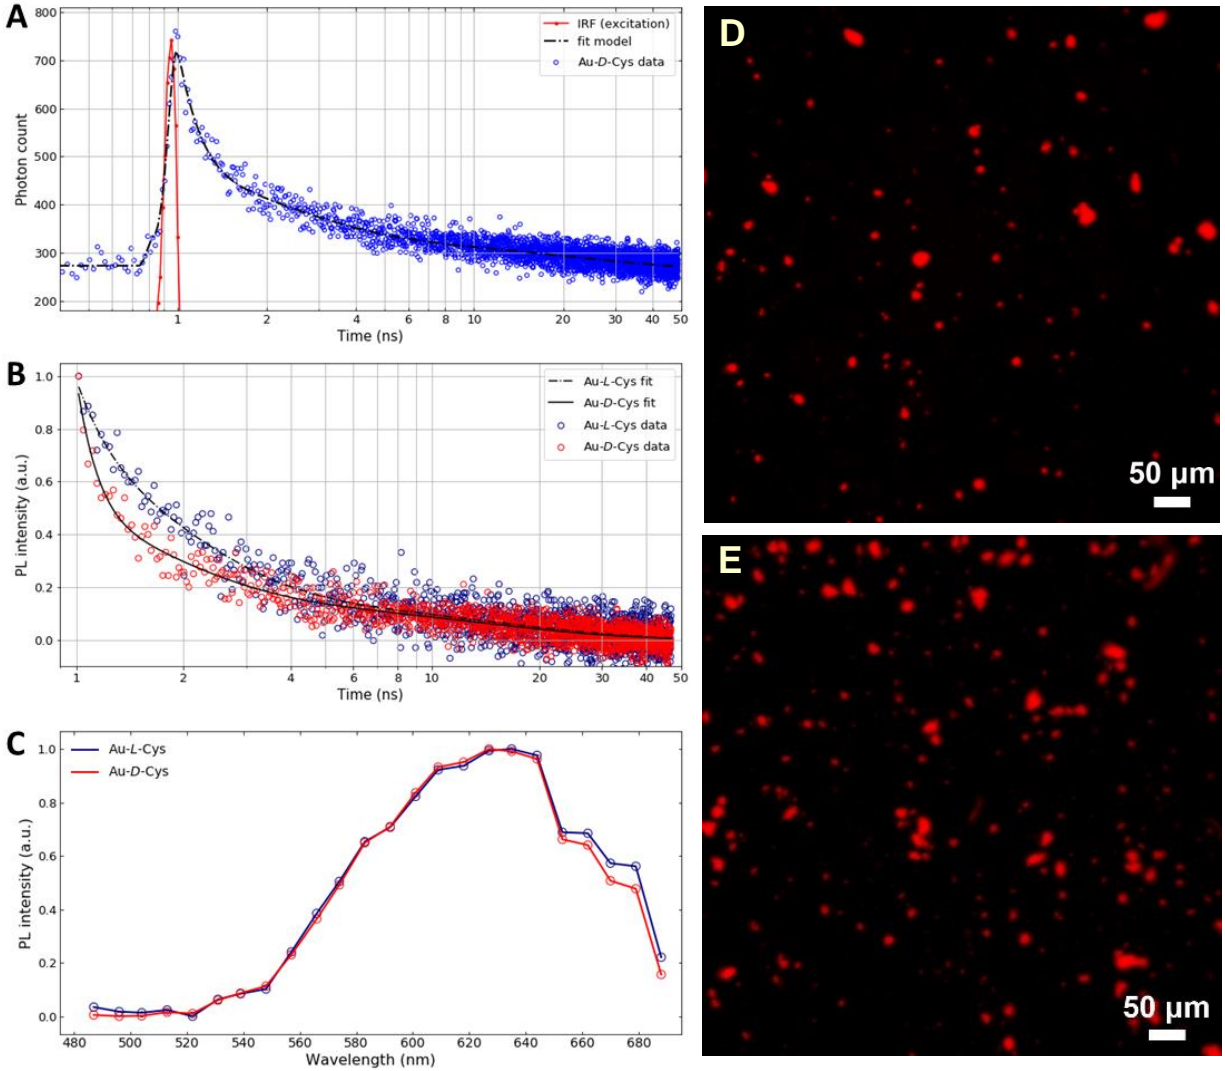 A
800
700
600
500
400
300
200
Photon count
IRF (excitation)
fit model
Au-D-Cys data
1
2
4
6
8
10
20
30
40
50
Time (ns)
B
1.0
0.8
0.6
0.4
0.2
0.0
PL intensity (a.u.)
Au-L-Cys fit
Au-D-Cys fit
Au-L-Cys data
Au-D-Cys data
1
2
4
6
8
10
20
30
40
50
Time (ns)
C
1.0
0.8
0.6
0.4
0.2
0.0
PL intensity (a.u.)
Au-L-Cys
Au-D-Cys
480
500
520
540
560
580
600
620
640
660
680
Wavelength (nm)
D
50 µm
E
50 µm